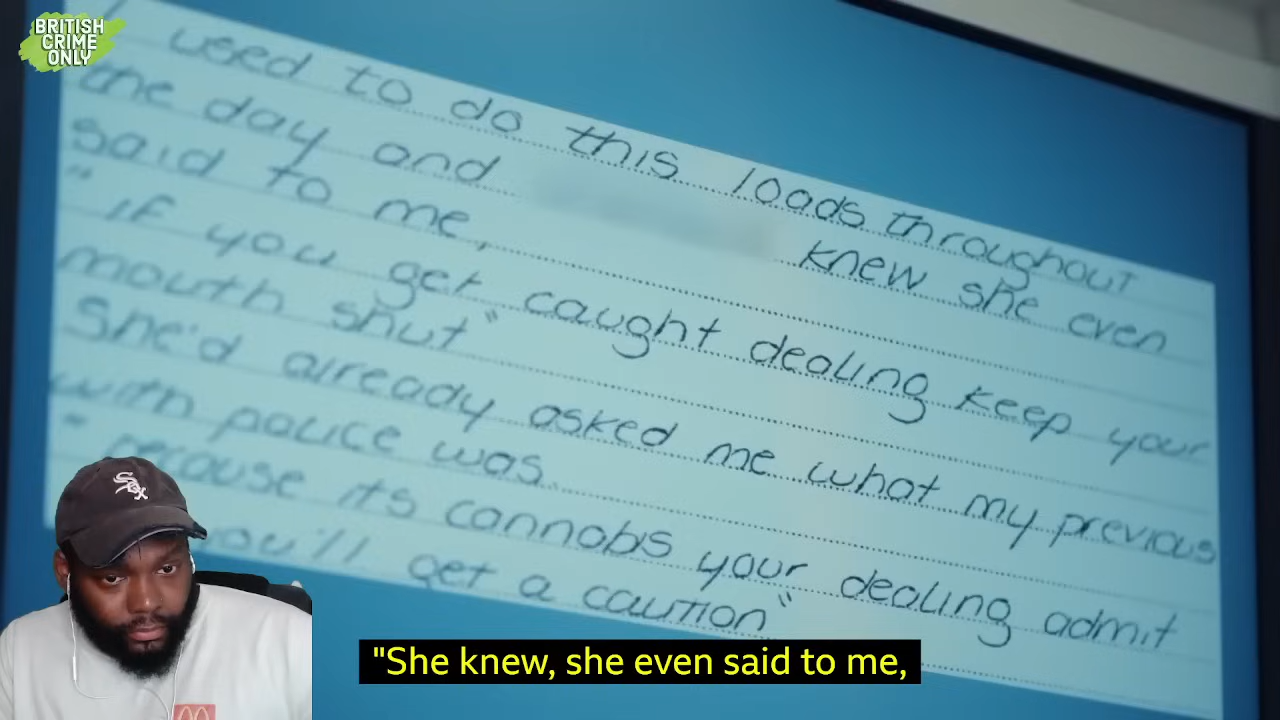 BRITISH
CRIME
ONLY
I used to do this loads throughout
the day and knew she even
said to me,
" If you get caught dealing keep your
mouth shut"
She'd already asked me what my previous
with police was.
" because its cannabs your dealing admit
you'll get a caution"
Sox
"She knew, she even said to me,